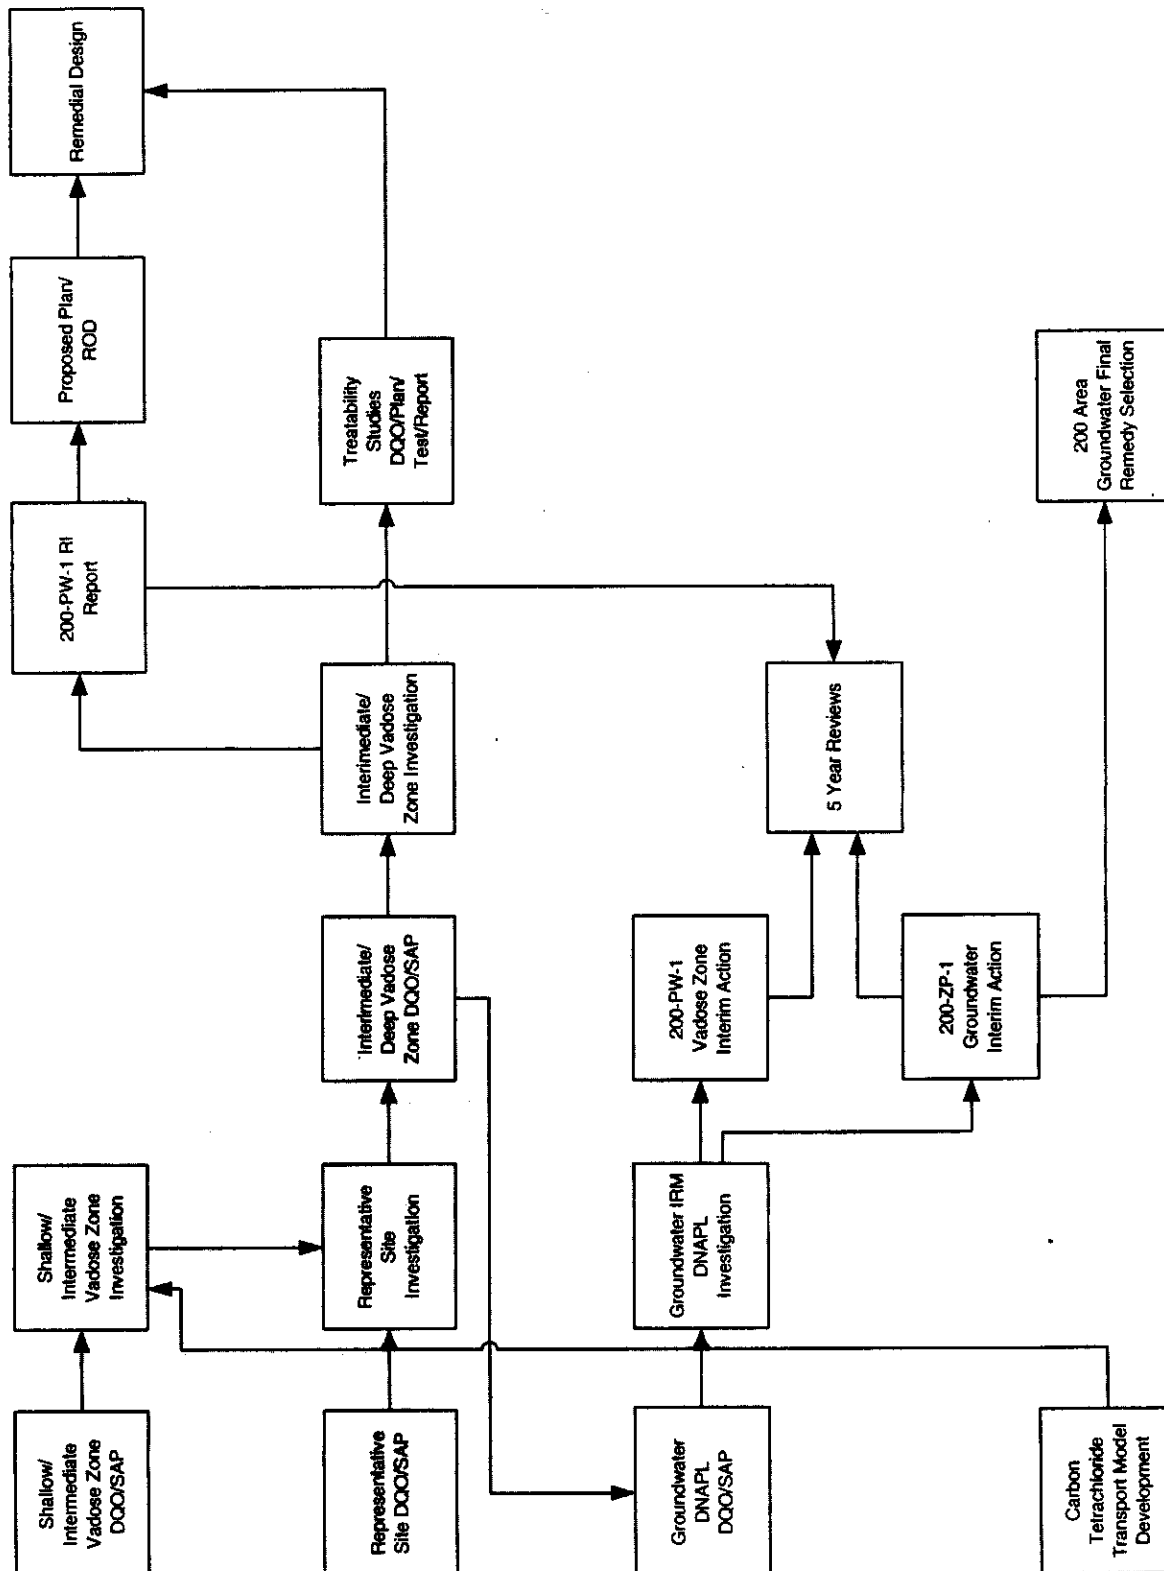 Shallow/
Intermediate
Vadose Zone
DQO/SAP
Shallow/
Intermediate
Vadose Zone
Investigation
200-PW-1 RI
Report
Proposed Plan/
ROD
Remedial Design
Representative
Site DQO/SAP
Representative
Site
Investigation
Interimediate/
Deep Vadose
Zone DQO/SAP
Interimediate/
Deep Vadose
Zone Investigation
Treatability
Studies
DQO/Plan/
Test/Report
Groundwater
DNAPL
DQO/SAP
Groundwater IRM
DNAPL
Investigation
200-PW-1
Vadose Zone
Interim Action
5 Year Reviews
200-ZP-1
Groundwater
Interim Action
Carbon
Tetrachloride
Transport Model
Development
200 Area
Groundwater Final
Remedy Selection